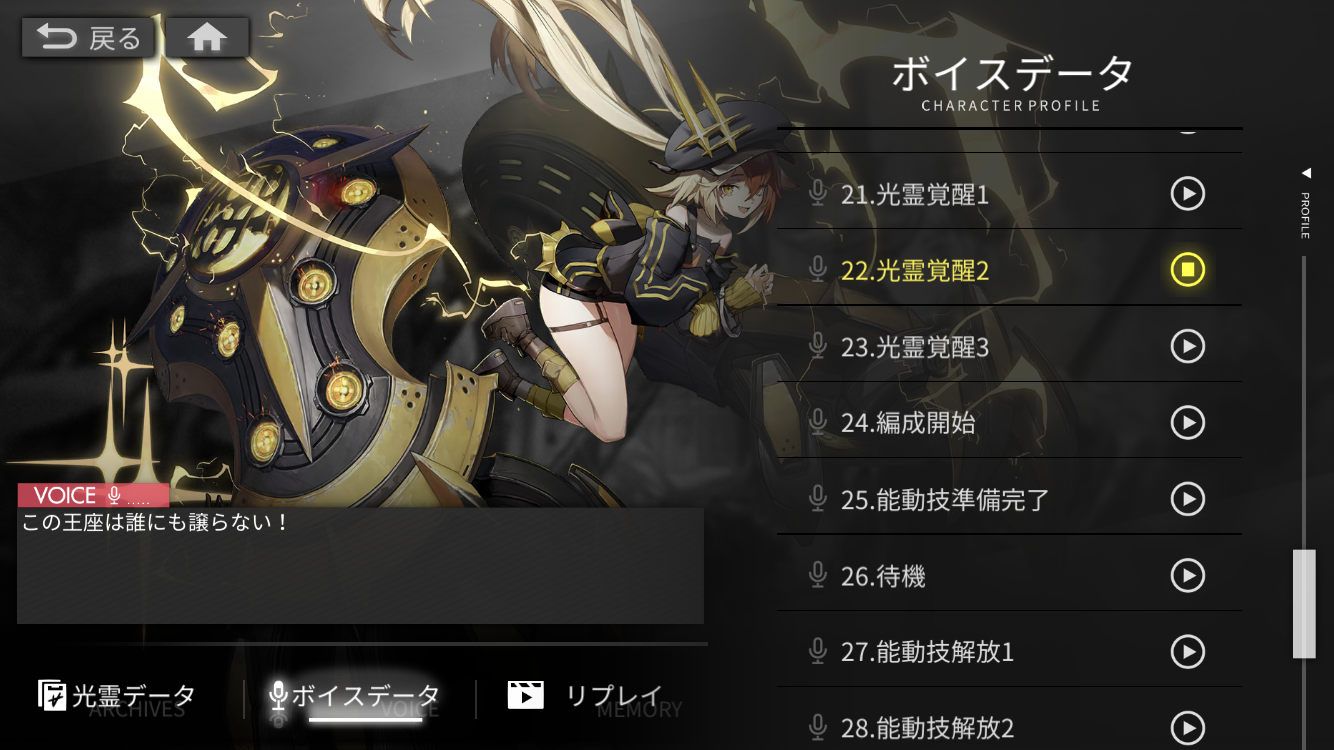 戻る
ボイスデータ
CHARACTER PROFILE
21.光霊覚醒1
22.光霊覚醒2
23.光霊覚醒3
24.編成開始
25.能動技準備完了
26.待機
27.能動技解放1
28.能動技解放2
PROFILE
VOICE .....
この王座は誰にも譲らない！
光霊データ
ARCHIVES
ボイスデータ
VOICE
リプレイ
MEMORY